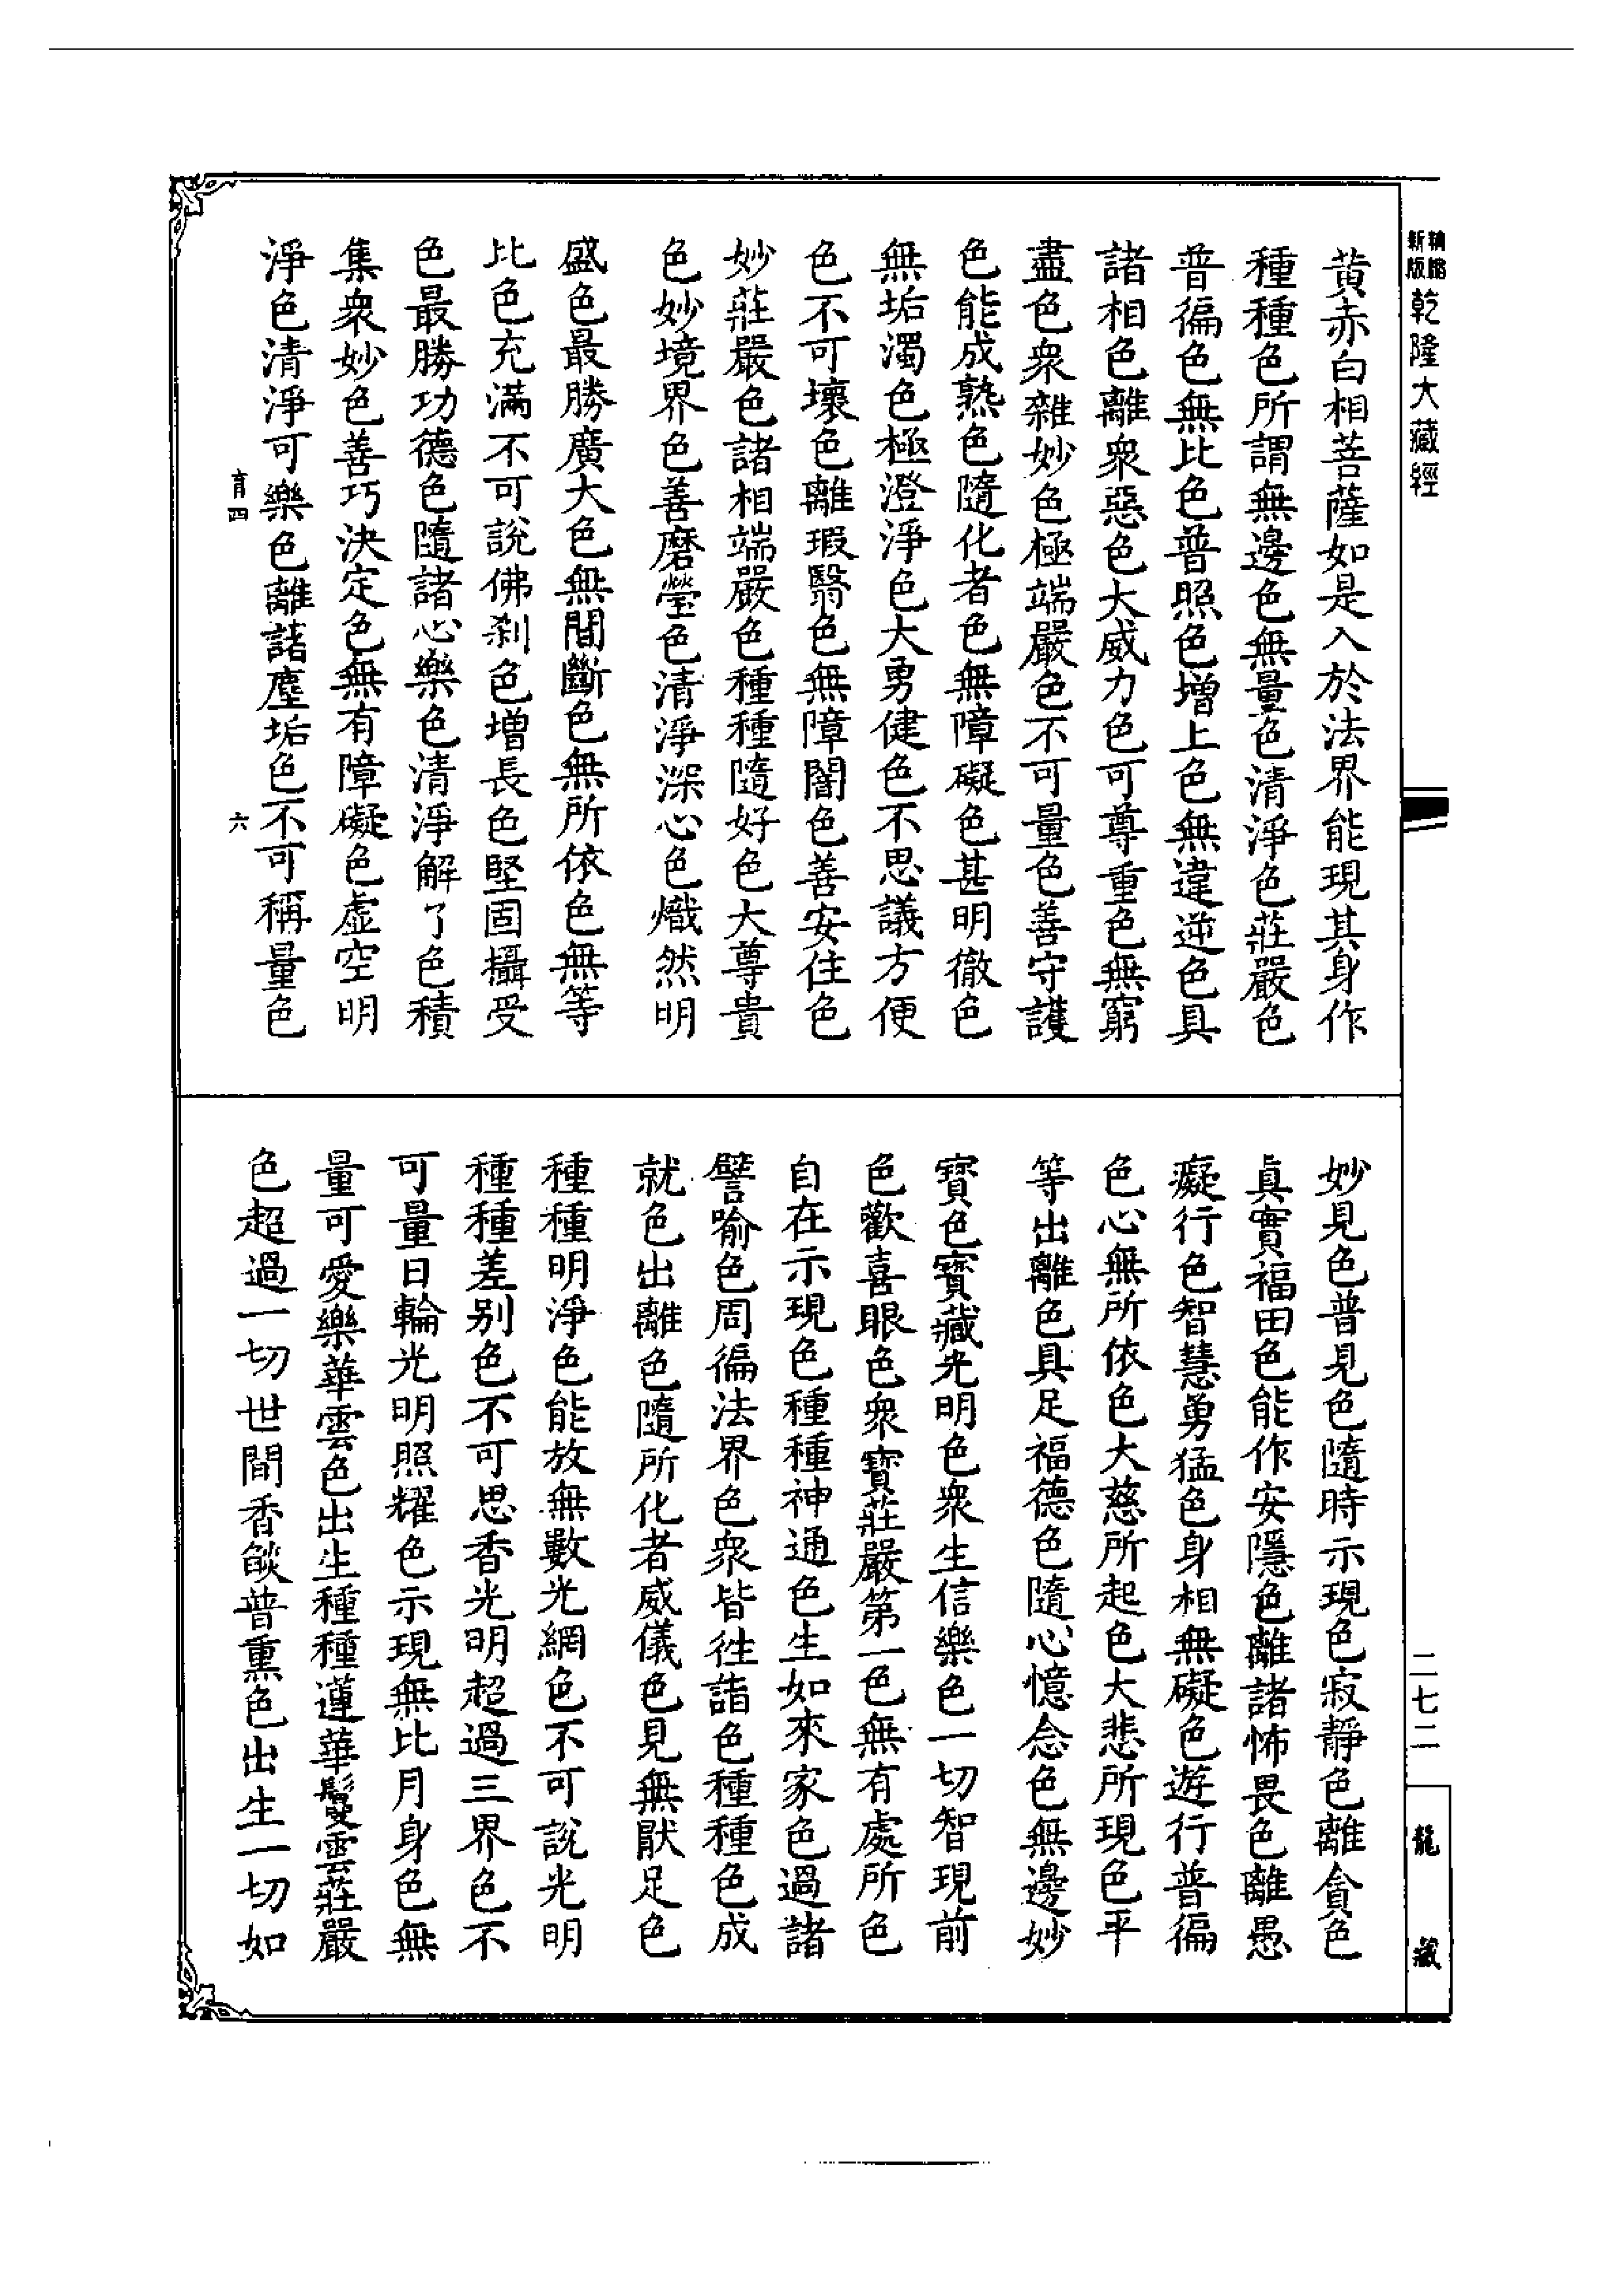 新版精縮乾隆大藏經
黃赤白相菩薩如是入於法界能現其身作
種種色所謂無邊色無量色清淨色莊嚴色
普徧色無比色普照色增上色無違逆色具
諸相色離衆惡色大威力色可尊重色無窮
盡色衆雜妙色極端嚴色不可量色善守護
色能成熟色隨化者色無障礙色甚明徹色
無垢濁色極澄淨色大勇健色不思議方便
色不可壞色離瑕翳色無障闇色善安住色
妙莊嚴色諸相端嚴色種種隨好色大尊貴
色妙境界色善磨瑩色清淨深心色熾然明
盛色最勝廣大色無間斷色無所依色無等
比色充滿不可說佛刹色增長色堅固攝受
色最勝功德色隨諸心樂色清淨解了色積
集衆妙色善巧決定色無有障礙色虛空明
淨色清淨可樂色離諸塵垢色不可稱量色
育四 六
妙見色普見色隨時示現色寂靜色離貪色
真實福田色能作安隱色離諸怖畏色離愚
癡行色智慧勇猛色身相無礙色遊行普徧
色心無所依色大慈所起色大悲所現色平
等出離色具足福德色隨心憶念色無邊妙
寶色寶藏光明色衆生信樂色一切智現前
色歡喜眼色衆寶莊嚴第一色無有處所色
自在示現色種種神通色生如來家色過諸
譬喻色周徧法界色衆皆往詣色種種色成
就色出離色隨所化者威儀色見無厭足色
種種明淨色能放無數光網色不可說光明
種種差别色不可思香光明超過三界色不
可量日輪光明照耀色示現無比月身色無
量可愛樂華雲色出生種種蓮華鬘雲莊嚴
色超過一切世間香燄普熏色出生一切如
二七二
龍藏